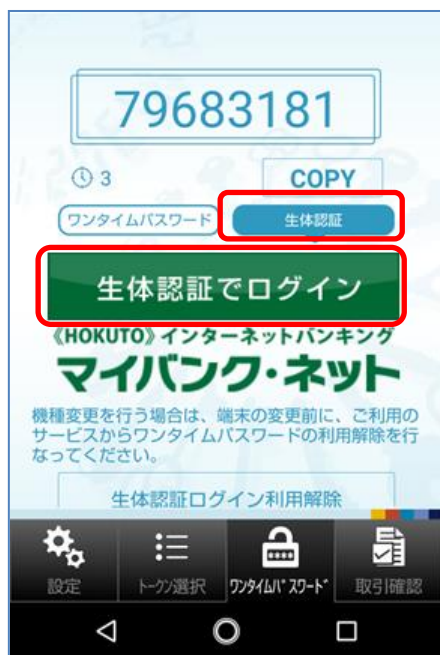 79683181
3
COPY
ワンタイムパスワード
生体認証
生体認証でログイン
《HOKUTO》インターネットバンキング
マイバンク・ネット
機種変更を行う場合は、端末の変更前に、ご利用の
サービスからワンタイムパスワードの利用解除を行
なってください。
生体認証ログイン利用解除
設定
トークン選択
ワンタイムパスワード
取引確認